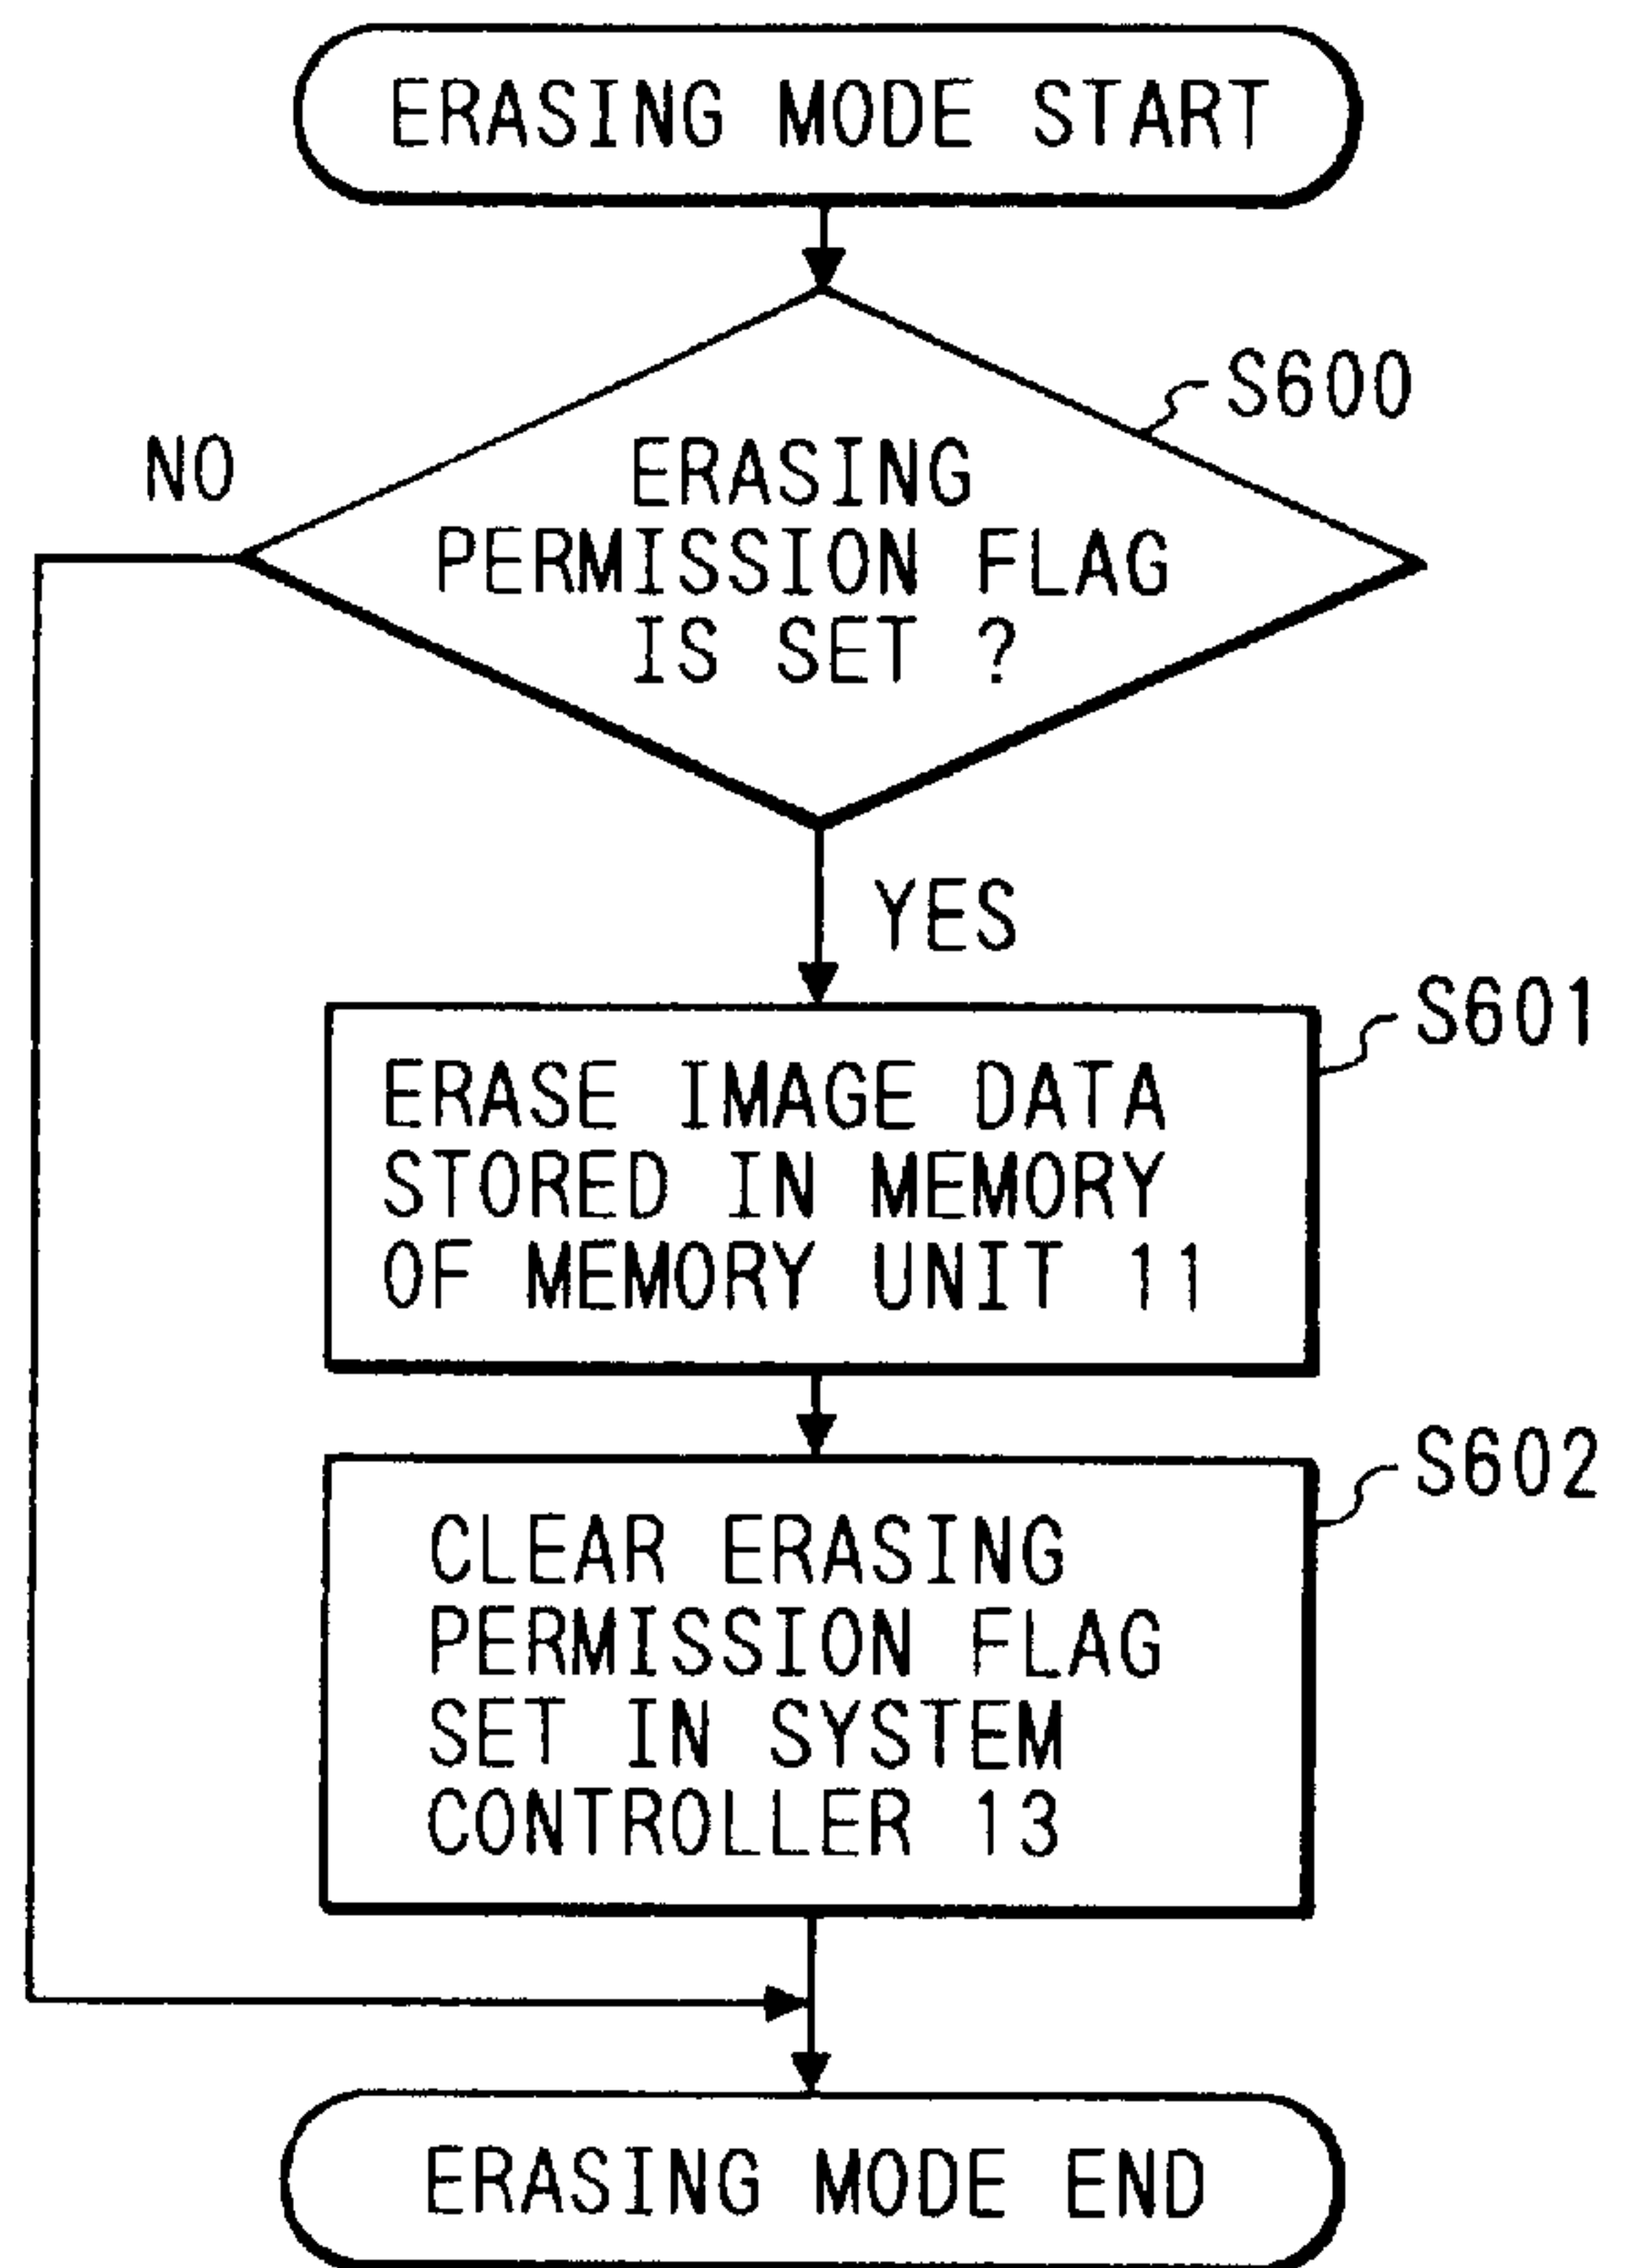 ERASING MODE START
S600
NO
ERASING
PERMISSION FLAG
IS SET ?
YES
S601
ERASE IMAGE DATA
STORED IN MEMORY
OF MEMORY UNIT 11
S602
CLEAR ERASING
PERMISSION FLAG
SET IN SYSTEM
CONTROLLER 13
ERASING MODE END